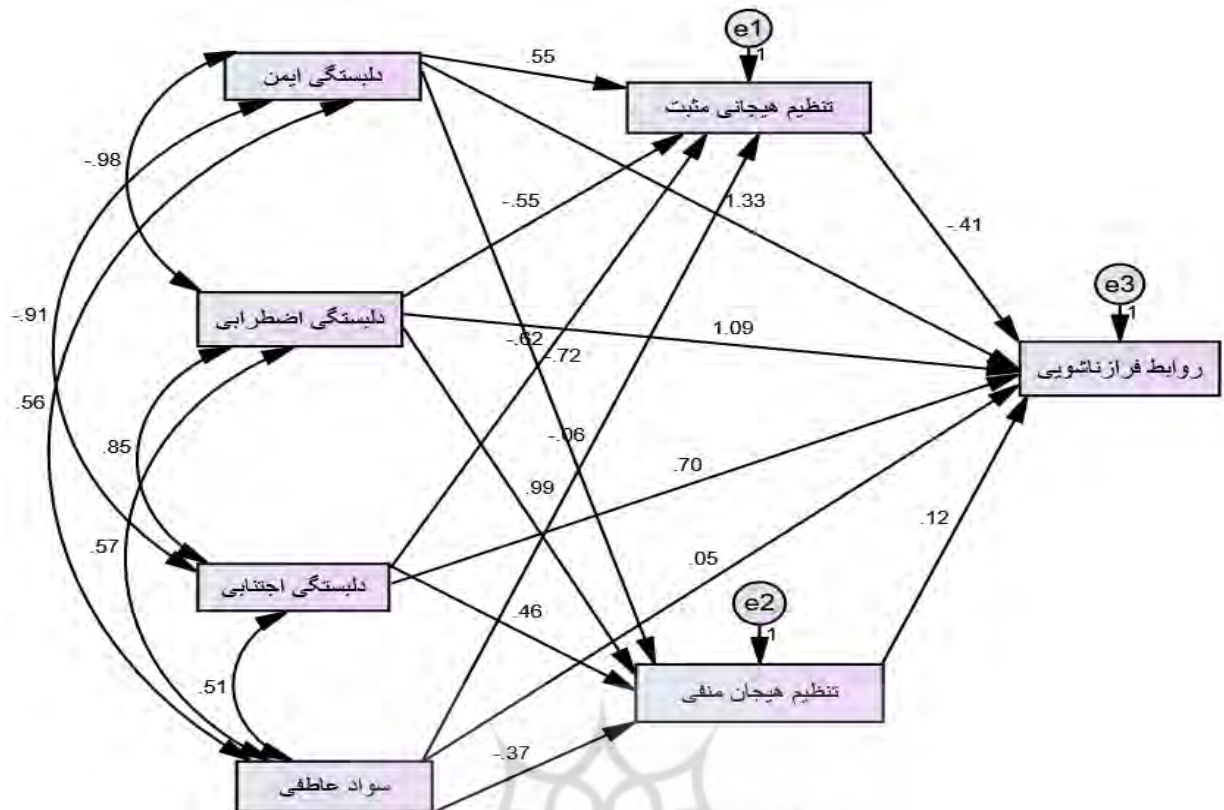 e1
1
دلبستگی ایمن
.55
تنظیم هیجانی مثبت
-.98
-.55
1.33
-.41
e3
1
دلبستگی اضطرابی
1.09
روابط فرازناشویی
-.91
-.62
-.72
.56
.85
-.06
.70
.99
.12
.57
.05
دلبستگی اجتنابی
e2
1
.46
.51
تنظیم هیجان منفی
-.37
سواد عاطفی